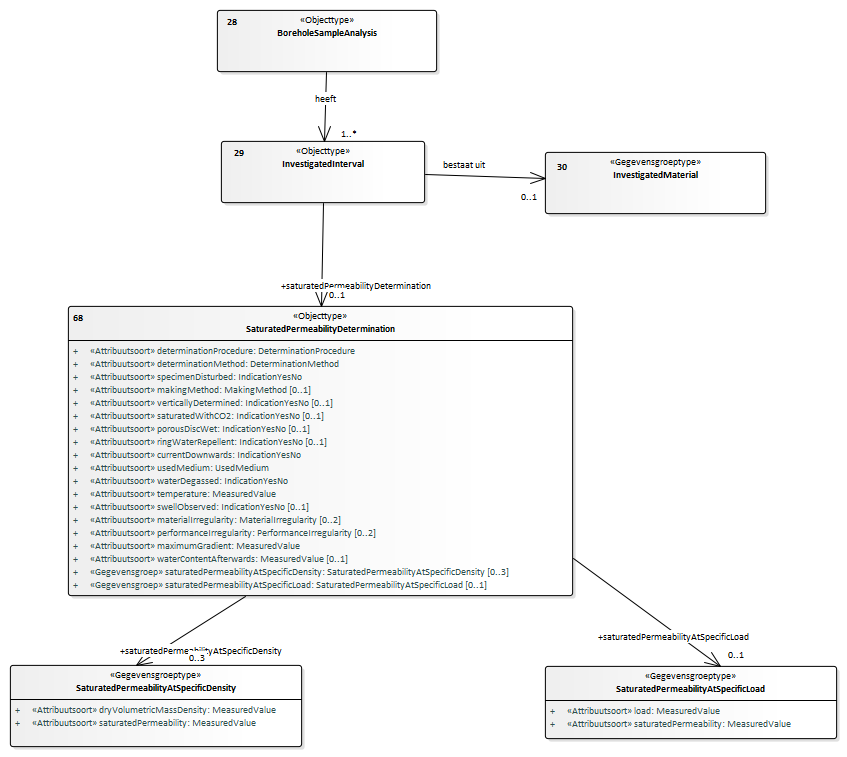 28
«Objecttype»
BoreholeSampleAnalysis
heeft
1..*
29
«Objecttype»
InvestigatedInterval
bestaat uit
0..1
30
«Gegevensgroeptype»
InvestigatedMaterial
+saturatedPermeabilityDetermination
0..1
68
«Objecttype»
SaturatedPermeabilityDetermination
+ «Attribuutsoort» determinationProcedure: DeterminationProcedure
+ «Attribuutsoort» determinationMethod: DeterminationMethod
+ «Attribuutsoort» specimenDisturbed: IndicationYesNo
+ «Attribuutsoort» makingMethod: MakingMethod [0..1]
+ «Attribuutsoort» verticallyDetermined: IndicationYesNo [0..1]
+ «Attribuutsoort» saturatedWithCO2: IndicationYesNo [0..1]
+ «Attribuutsoort» porousDiscWet: IndicationYesNo [0..1]
+ «Attribuutsoort» ringWaterRepellent: IndicationYesNo [0..1]
+ «Attribuutsoort» currentDownwards: IndicationYesNo
+ «Attribuutsoort» usedMedium: UsedMedium
+ «Attribuutsoort» waterDegassed: IndicationYesNo
+ «Attribuutsoort» temperature: MeasuredValue
+ «Attribuutsoort» swellObserved: IndicationYesNo [0..1]
+ «Attribuutsoort» materialIrregularity: MaterialIrregularity [0..2]
+ «Attribuutsoort» performanceIrregularity: PerformanceIrregularity [0..2]
+ «Attribuutsoort» maximumGradient: MeasuredValue
+ «Attribuutsoort» waterContentAfterwards: MeasuredValue [0..1]
+ «Gegevensgroep» saturatedPermeabilityAtSpecificDensity: SaturatedPermeabilityAtSpecificDensity [0..3]
+ «Gegevensgroep» saturatedPermeabilityAtSpecificLoad: SaturatedPermeabilityAtSpecificLoad [0..1]
+saturatedPermeabilityAtSpecificDensity
0..3
«Gegevensgroeptype»
SaturatedPermeabilityAtSpecificDensity
+ «Attribuutsoort» dryVolumetricMassDensity: MeasuredValue
+ «Attribuutsoort» saturatedPermeability: MeasuredValue
+saturatedPermeabilityAtSpecificLoad
0..1
«Gegevensgroeptype»
SaturatedPermeabilityAtSpecificLoad
+ «Attribuutsoort» load: MeasuredValue
+ «Attribuutsoort» saturatedPermeability: MeasuredValue